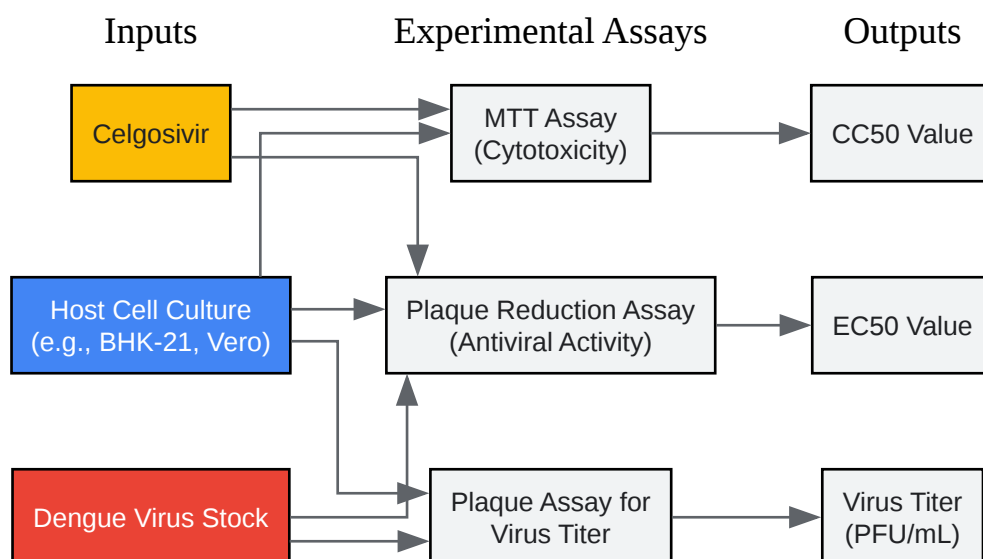 Inputs
Experimental Assays
Outputs
Celgosivir
MTT Assay
(Cytotoxicity)
CC50 Value
Host Cell Culture
(e.g., BHK-21, Vero)
Plaque Reduction Assay
(Antiviral Activity)
EC50 Value
Dengue Virus Stock
Plaque Assay for
Virus Titer
Virus Titer
(PFU/mL)